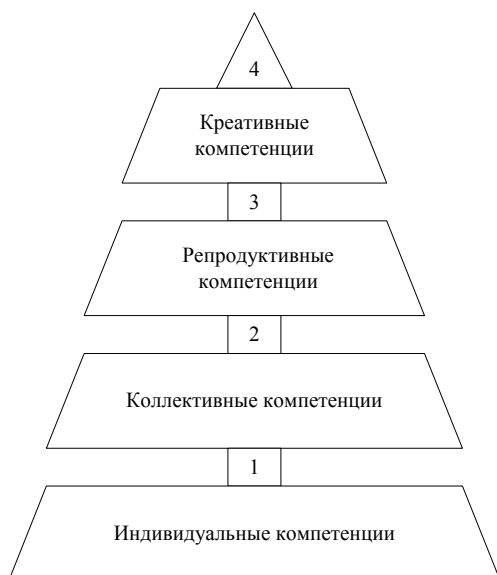 4
Креативные
компетенции
3
Репродуктивные
компетенции
2
Коллективные компетенции
1
Индивидуальные компетенции